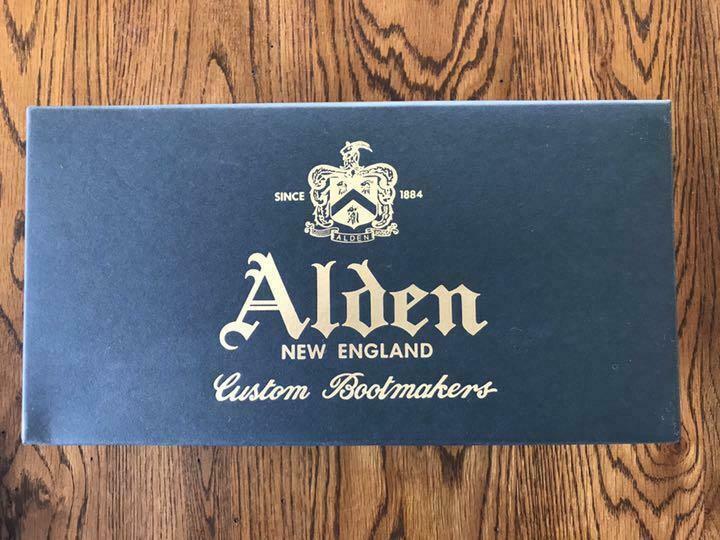 SINCE 1884
ALDEN
Alden
NEW ENGLAND
Custom Bootmakers